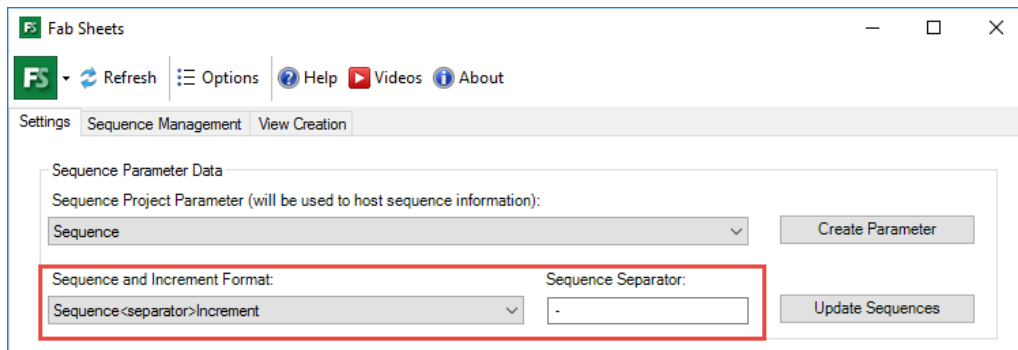 FS Fab Sheets
FS Refresh Options Help Videos About
Settings Sequence Management View Creation
Sequence Parameter Data
Sequence Project Parameter (will be used to host sequence information):
Sequence Create Parameter
Sequence and Increment Format: Sequence Separator:
Sequence<separator>Increment - Update Sequences